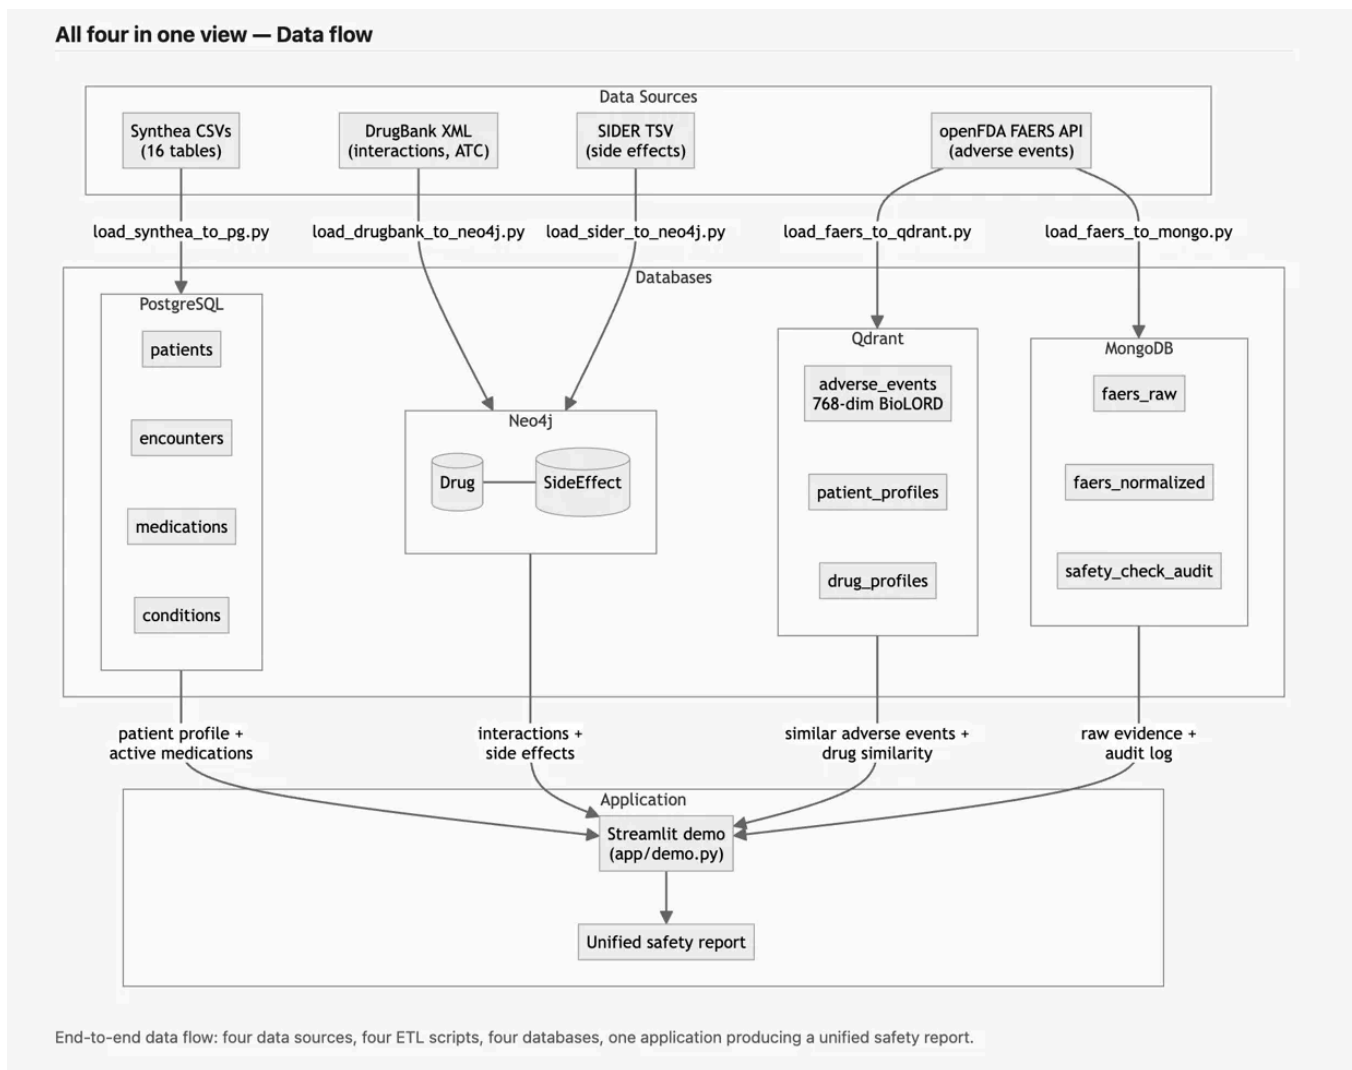 All four in one view — Data flow
Data Sources
Synthea CSVs
(16 tables)
DrugBank XML
(interactions, ATC)
SIDER TSV
(side effects)
openFDA FAERS API
(adverse events)
load_synthea_to_pg.py
load_drugbank_to_neo4j.py
load_sider_to_neo4j.py
load_faers_to_qdrant.py
load_faers_to_mongo.py
Databases
PostgreSQL
patients
encounters
medications
conditions
Neo4j
Drug
SideEffect
Qdrant
adverse_events
768-dim BioLORD
patient_profiles
drug_profiles
MongoDB
faers_raw
faers_normalized
safety_check_audit
patient profile +
active medications
interactions +
side effects
similar adverse events +
drug similarity
raw evidence +
audit log
Application
Streamlit demo
(app/demo.py)
Unified safety report
End-to-end data flow: four data sources, four ETL scripts, four databases, one application producing a unified safety report.